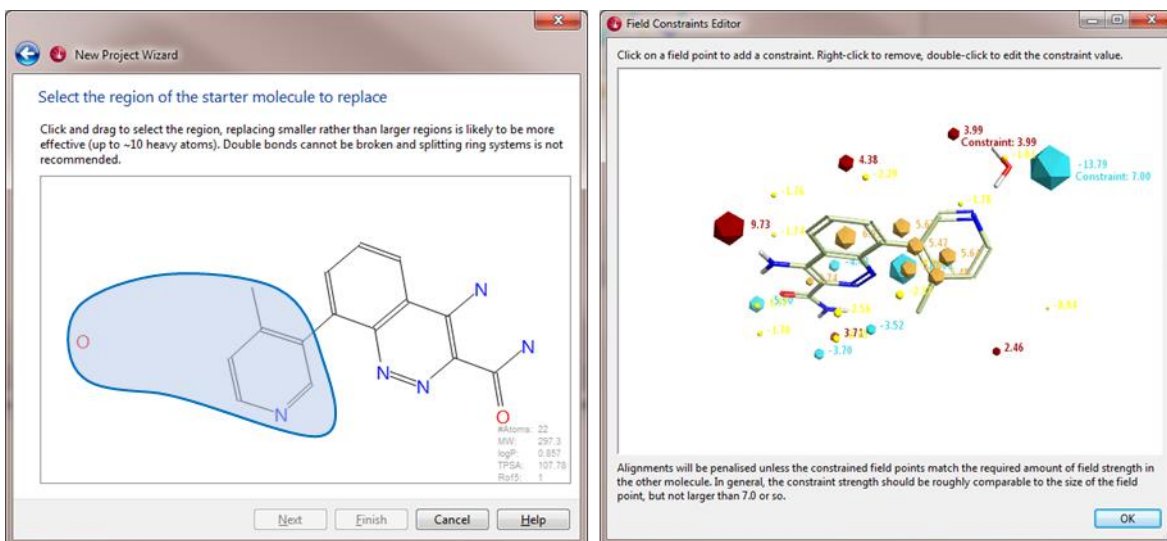 New Project Wizard
Select the region of the starter molecule to replace
Click and drag to select the region, replacing smaller rather than larger regions is likely to be more
effective (up to ~10 heavy atoms). Double bonds cannot be broken and splitting ring systems is not
recommended.
O
N
N
N
N
N
O
#Atoms: 22
MW: 297.3
logP: 0.857
TPSA: 107.78
Rof5: 1
Next
Finish
Cancel
Help
Field Constraints Editor
Click on a field point to add a constraint. Right-click to remove, double-click to edit the constraint value.
3.99
Constraint: 3.99
-13.79
Constraint: 7.00
4.38
-2.20
9.73
5.47
3.71
-3.52
-3.70
2.46
Alignments will be penalised unless the constrained field points match the required amount of field strength in
the other molecule. In general, the constraint strength should be roughly comparable to the size of the field
point, but not larger than 7.0 or so.
OK